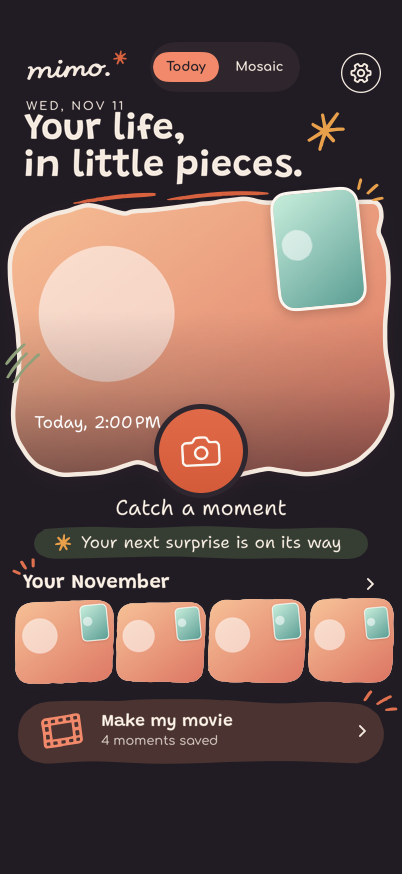 mimo.
Today
Mosaic
WED, NOV 11
Your life,
in little pieces.
Today, 2:00 PM
Catch a moment
Your next surprise is on its way
Your November
Make my movie
4 moments saved